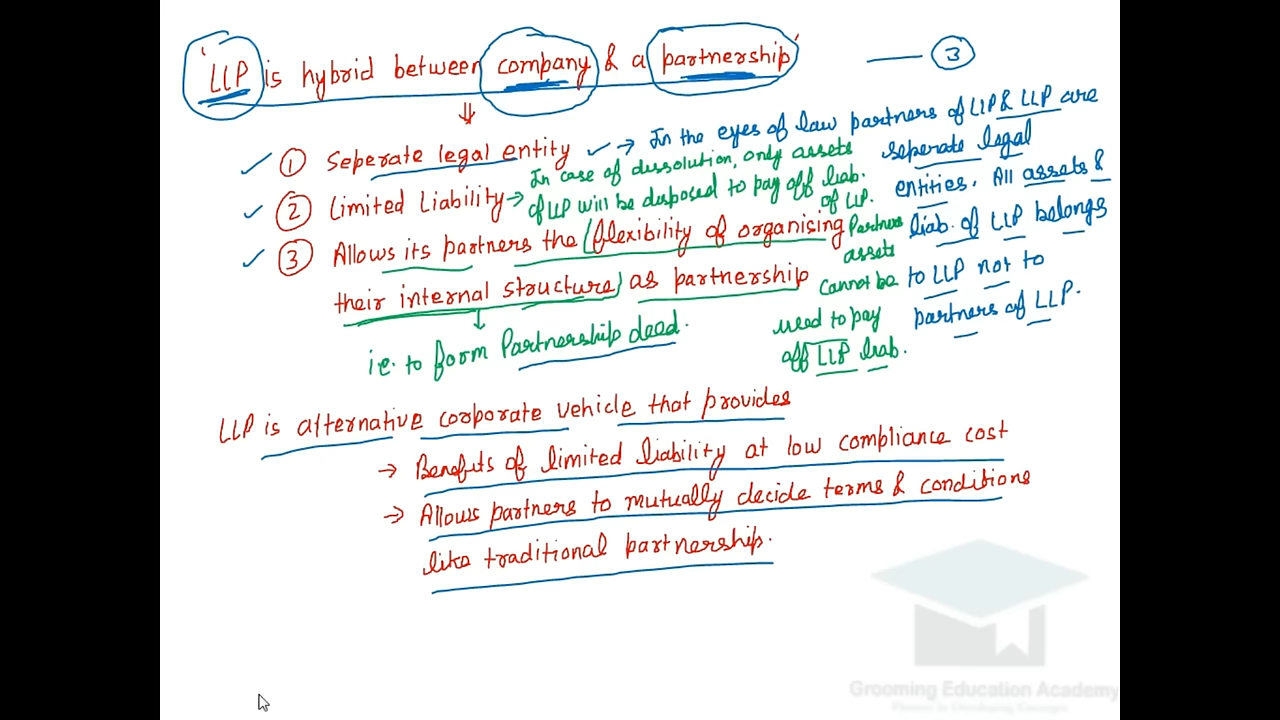 'LLP is hybrid between company & a partnership' — ③
① Seperate legal entity → In the eyes of law partners of LLP & LLP are
seperate legal
entities. All assets &
liab. of LLP belongs
to LLP not to
partners of LLP.
② Limited Liability → In case of dissolution, only assets
of LLP will be disposed to pay off liab.
of LLP.
Partners
assets
cannot be
used to pay
off LLP liab.
③ Allows its partners the (flexibility of organising
their internal structure) as partnership
i.e. to form Partnership deed.
LLP is alternative corporate vehicle that provides
→ Benefits of limited liability at low compliance cost
→ Allows partners to mutually decide terms & conditions
like traditional partnership.
Grooming Education Academy